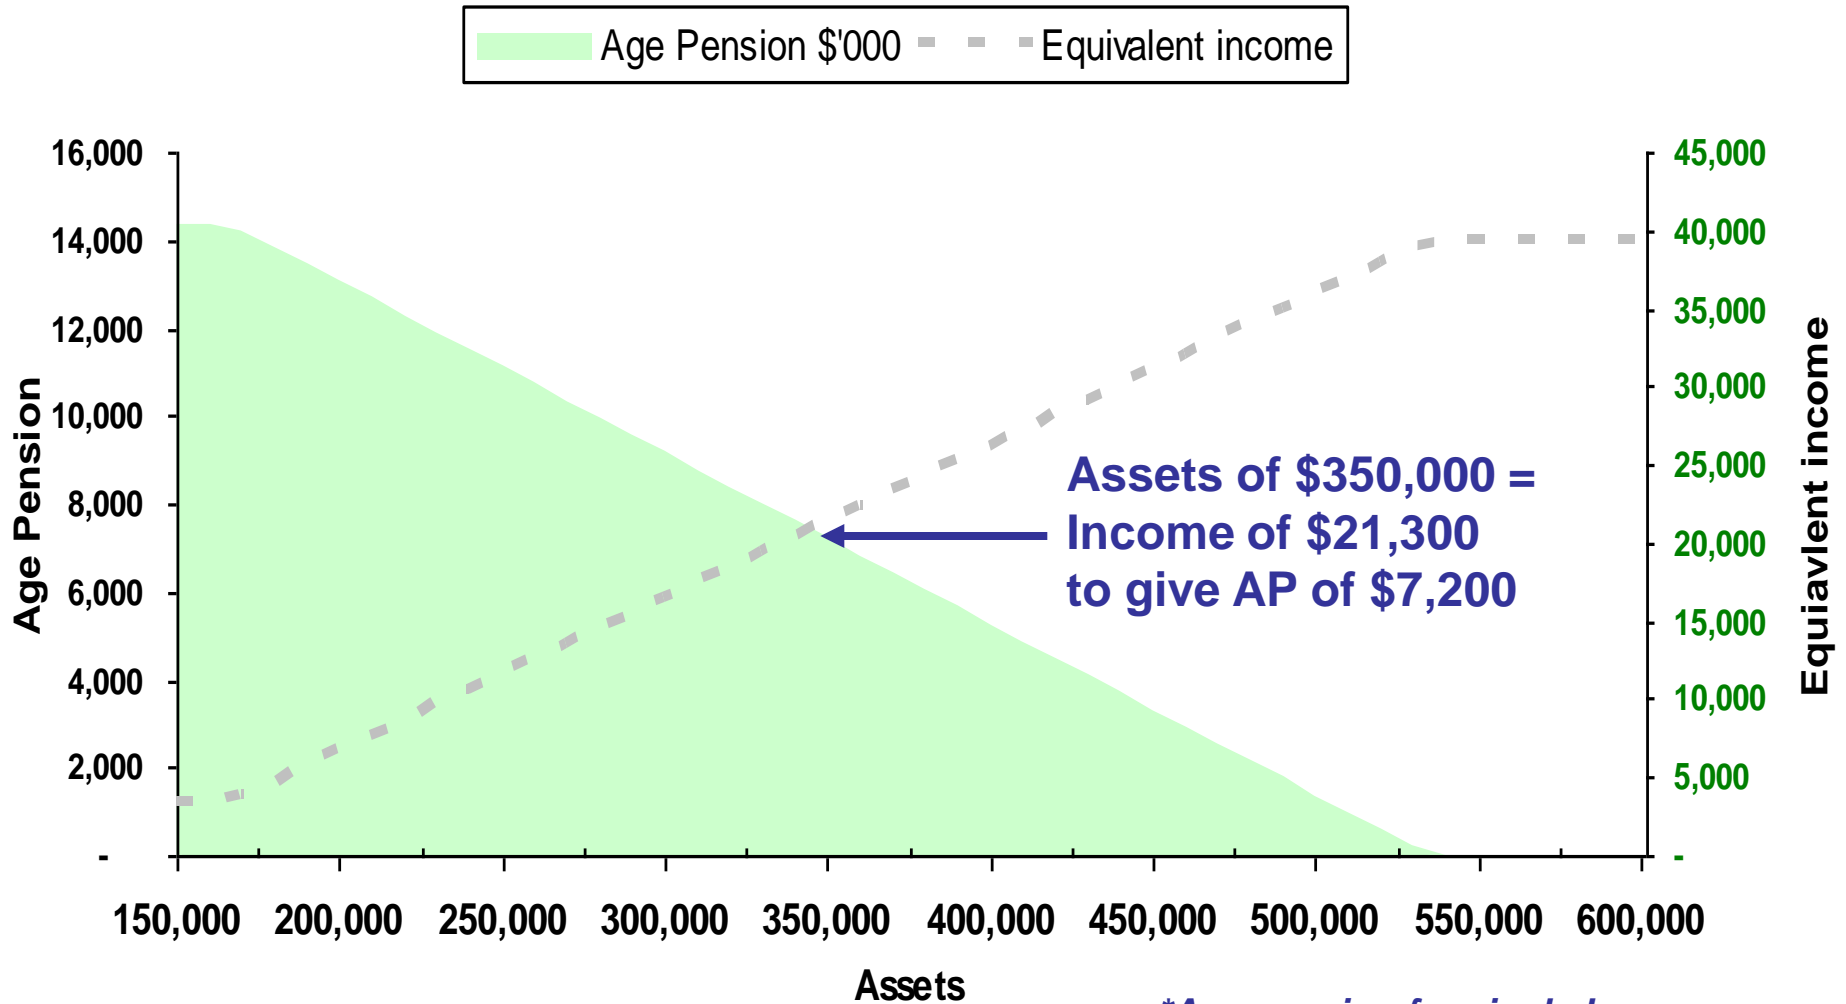 Age Pension $'000 Equivalent income
16,000
14,000
12,000
10,000
8,000
6,000
4,000
2,000
-
Age Pension
45,000
40,000
35,000
30,000
25,000
20,000
15,000
10,000
5,000
-
Equiavlent income
Assets of $350,000 =
Income of $21,300
to give AP of $7,200
150,000 200,000 250,000 300,000 350,000 400,000 450,000 500,000 550,000 600,000
Assets